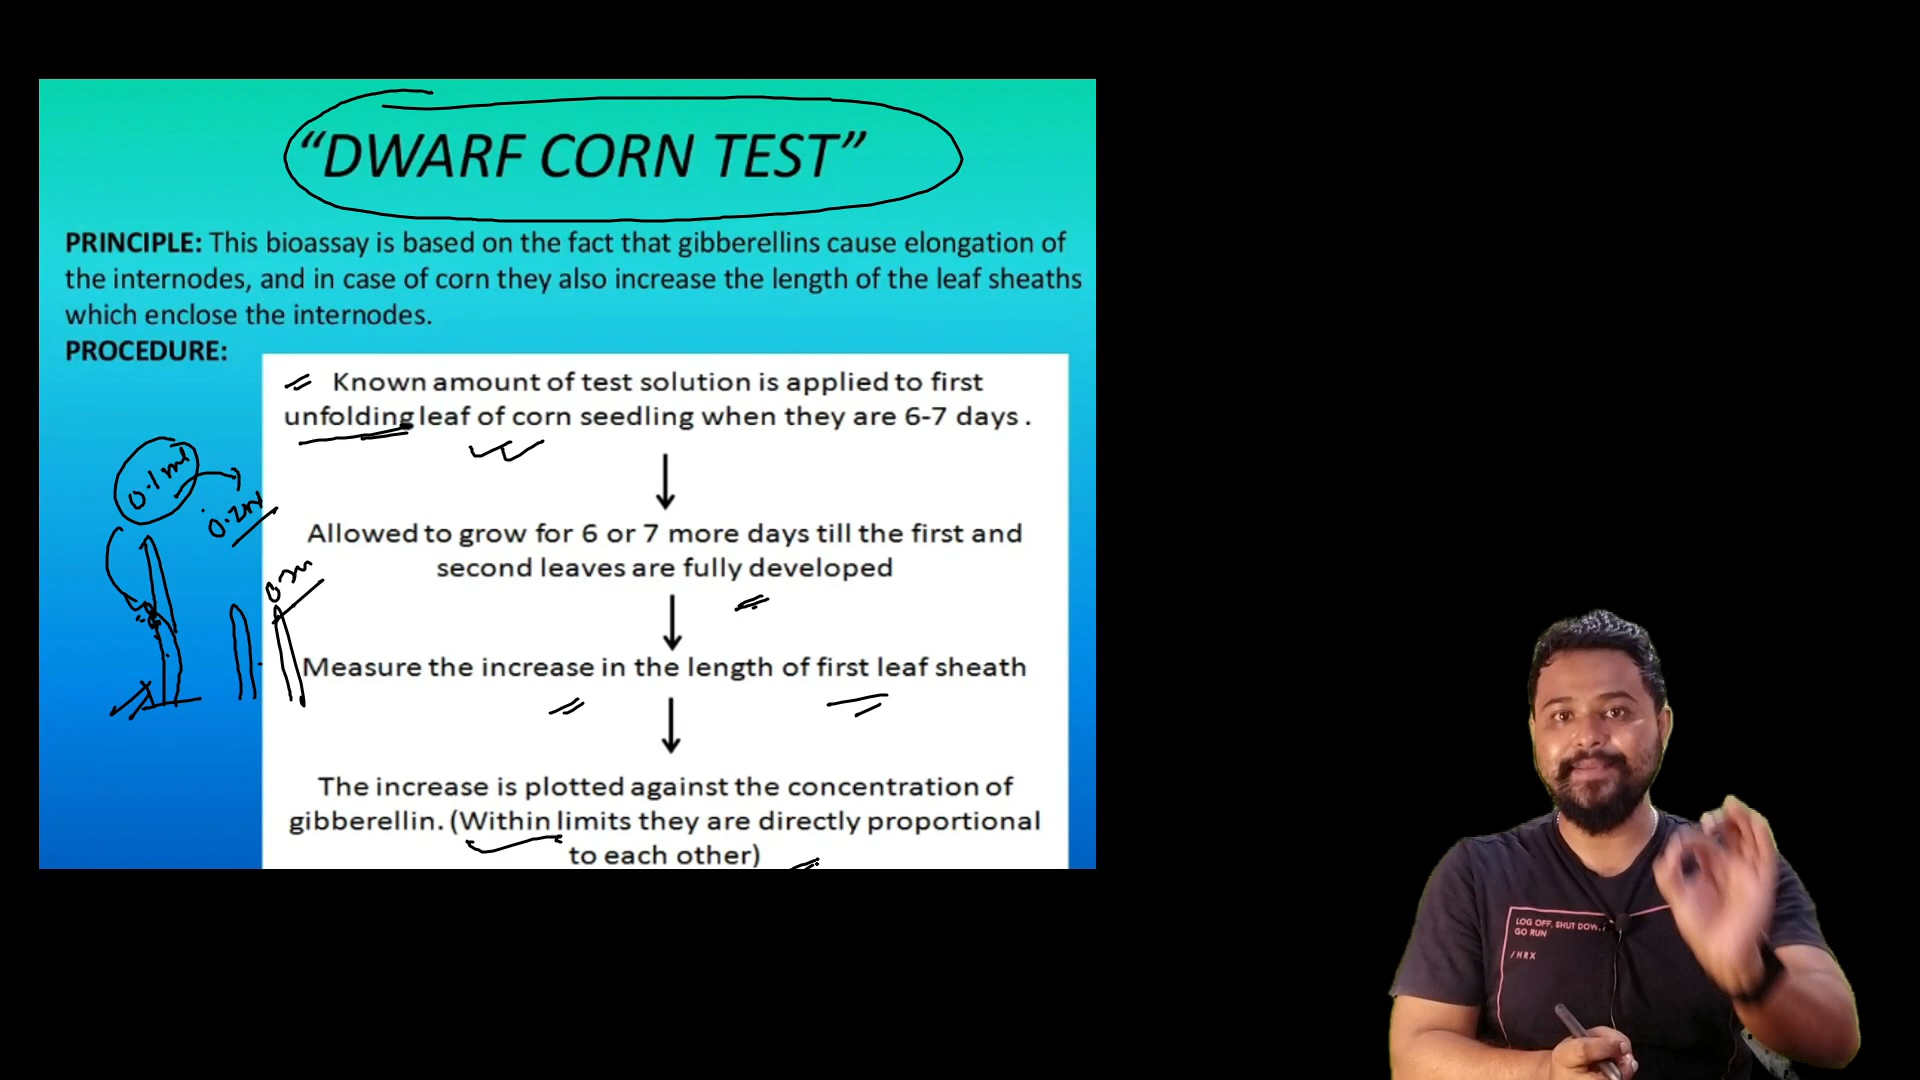 “DWARF CORN TEST”
PRINCIPLE: This bioassay is based on the fact that gibberellins cause elongation of
the internodes, and in case of corn they also increase the length of the leaf sheaths
which enclose the internodes.
PROCEDURE:
Known amount of test solution is applied to first
unfolding leaf of corn seedling when they are 6-7 days .
0.1ml
0.2ml
Allowed to grow for 6 or 7 more days till the first and
second leaves are fully developed
Measure the increase in the length of first leaf sheath
The increase is plotted against the concentration of
gibberellin. (Within limits they are directly proportional
to each other)
LOG OFF, SHUT DOWN,
GO RUN
/HRX